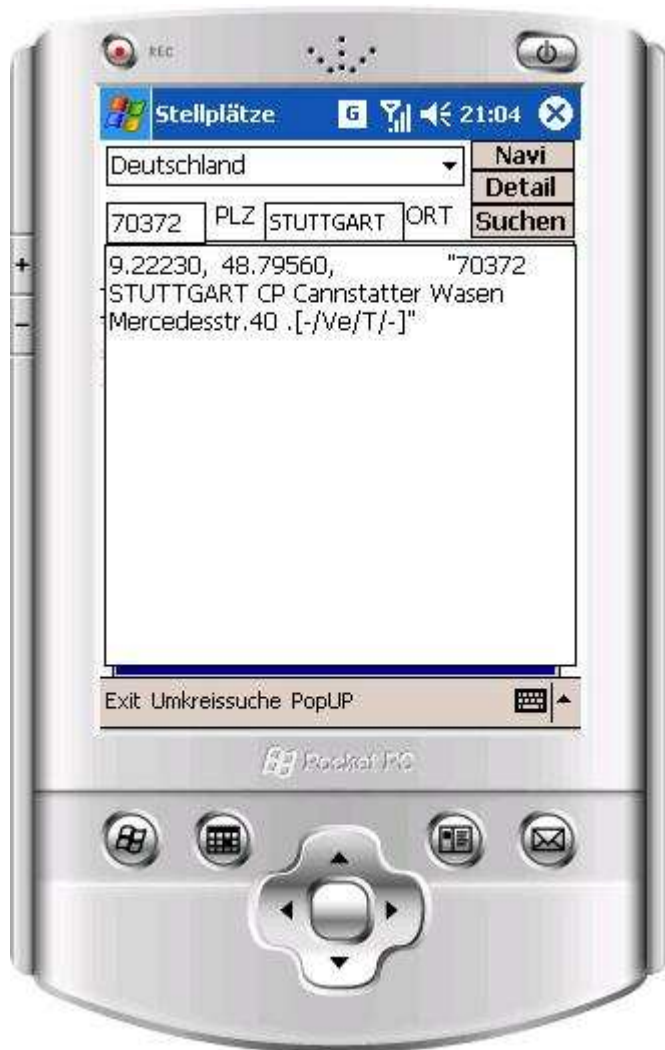 REC
Stellplätze G 21:04
Deutschland
Navi
Detail
70372 PLZ STUTTGART ORT Suchen
9.22230, 48.79560, "70372
STUTTGART CP Cannstatter Wasen
Mercedesstr.40 .[-/Ve/T/-]"
+
-
Exit Umkreissuche PopUP
Pocket PC